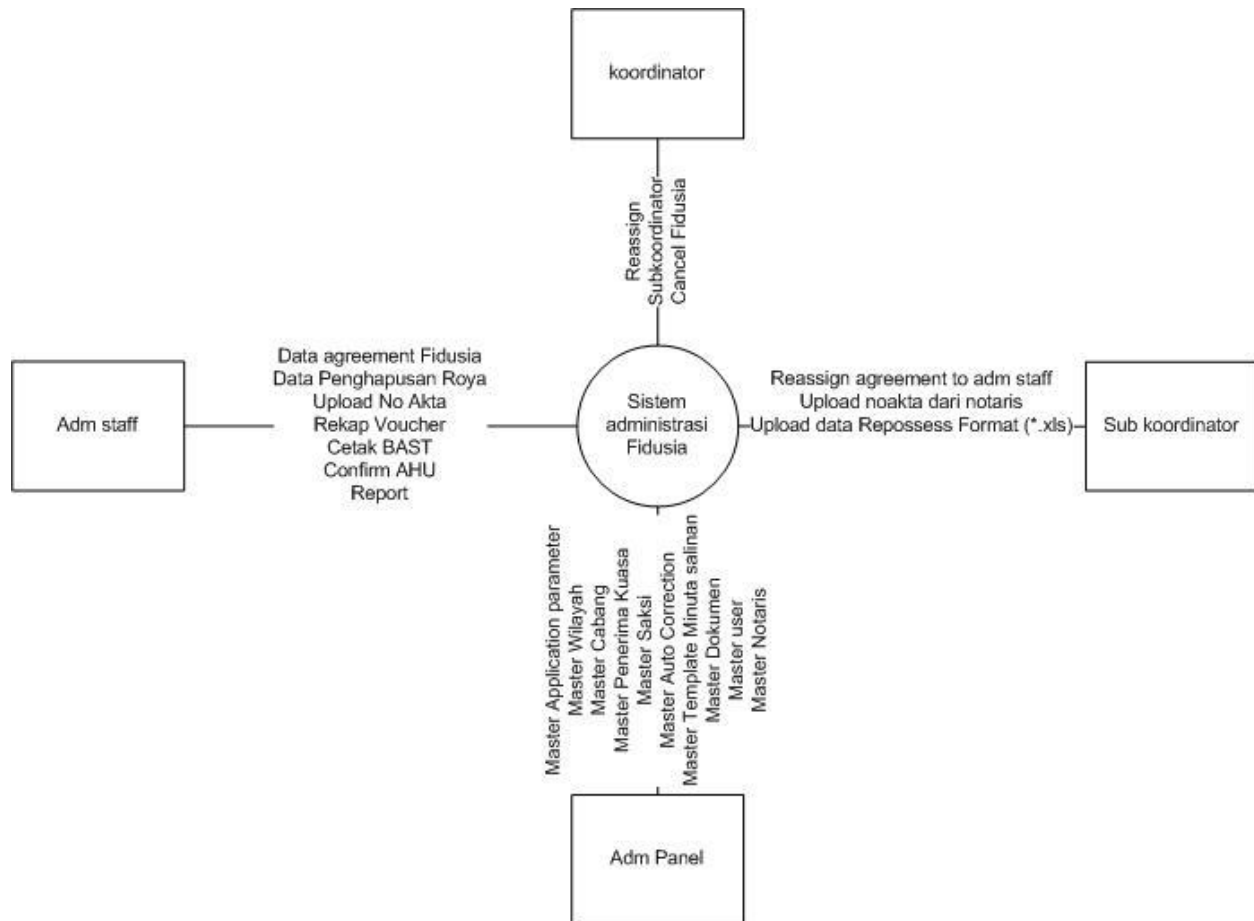 koordinator
Reassign
Subkoordinator
Cancel Fidusia
Adm staff
Data agreement Fidusia
Data Penghapusan Roya
Upload No Akta
Rekap Voucher
Cetak BAST
Confirm AHU
Report
Sistem
administrasi
Fidusia
Reassign agreement to adm staff
Upload noakta dari notaris
Upload data Repossess Format (*.xls)
Sub koordinator
Master Application parameter
Master Wilayah
Master Cabang
Master Penerima Kuasa
Master Saksi
Master Auto Correction
Master Template Minuta salinan
Master Dokumen
Master user
Master Notaris
Adm Panel